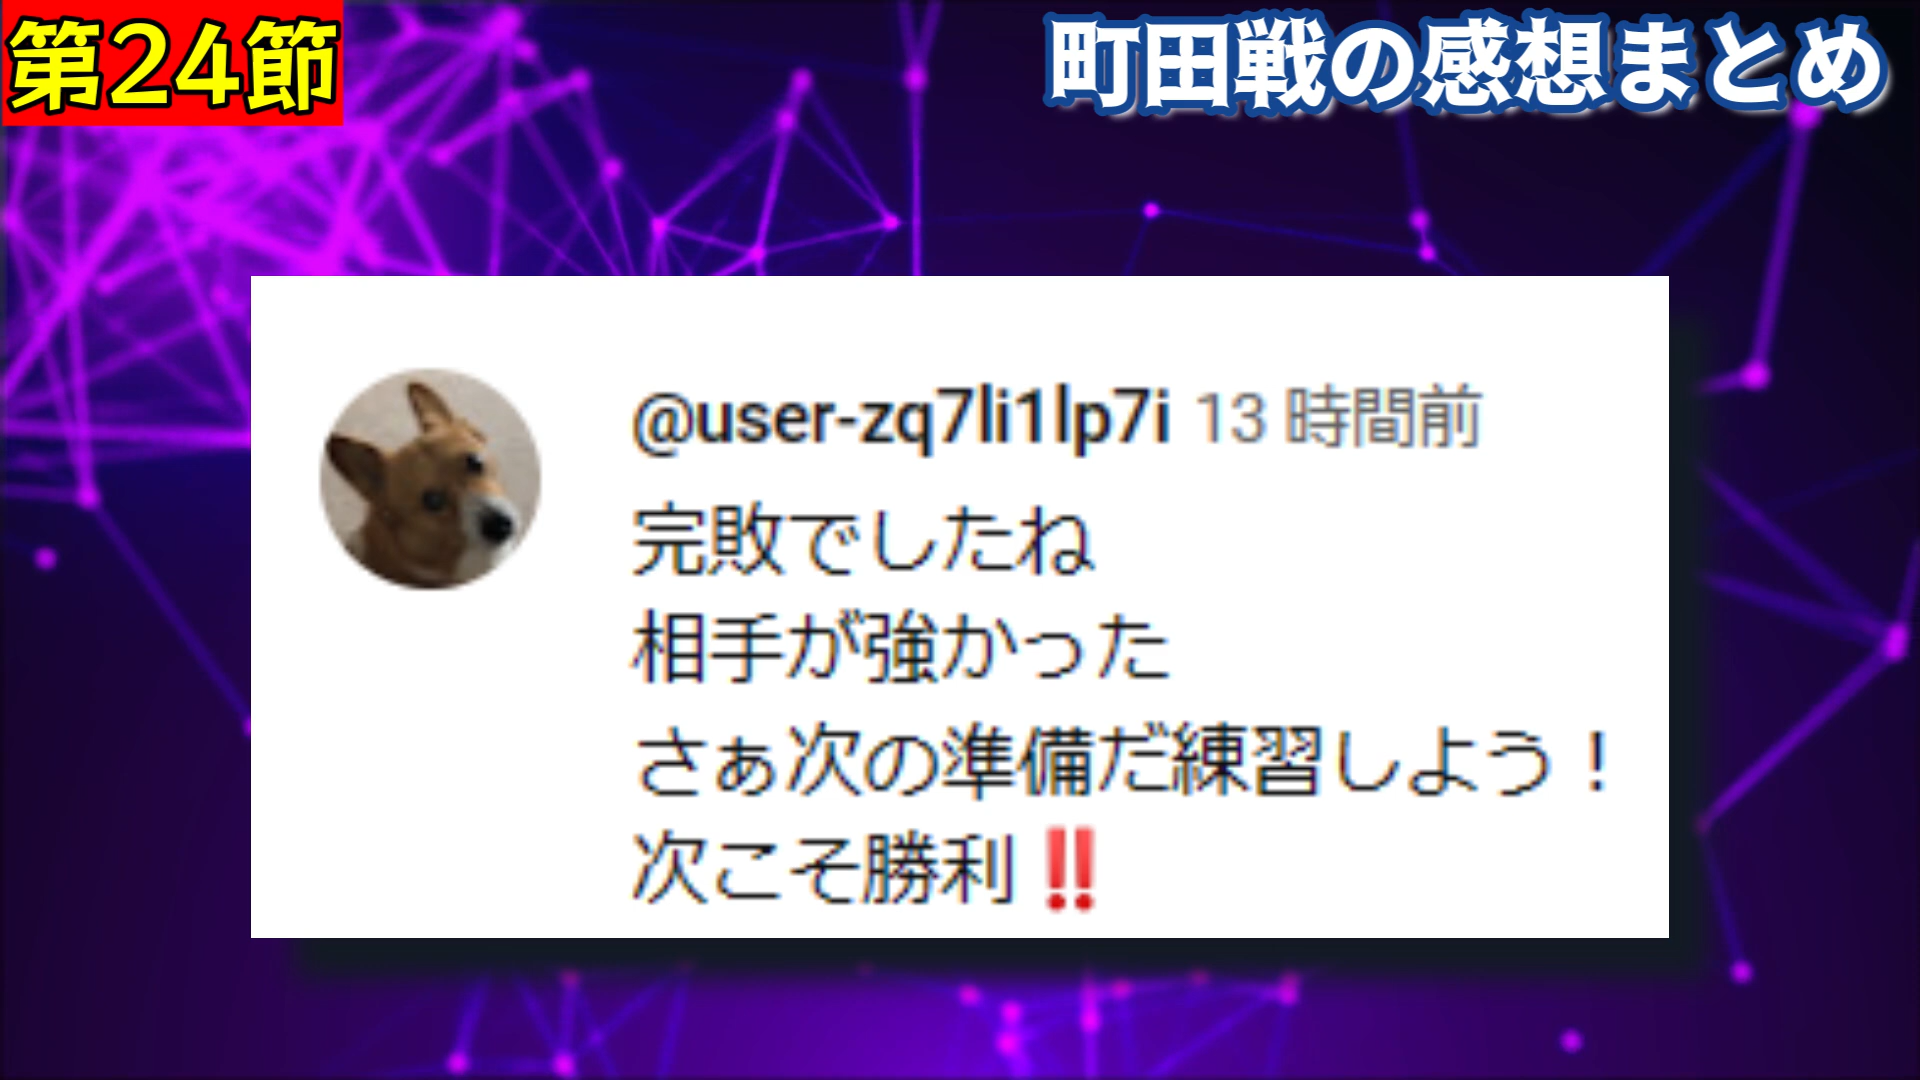 第24節
町田戦の感想まとめ
@user-zq7li1lp7i 13 時間前
完敗でしたね
相手が強かった
さぁ次の準備だ練習しよう！
次こそ勝利‼️